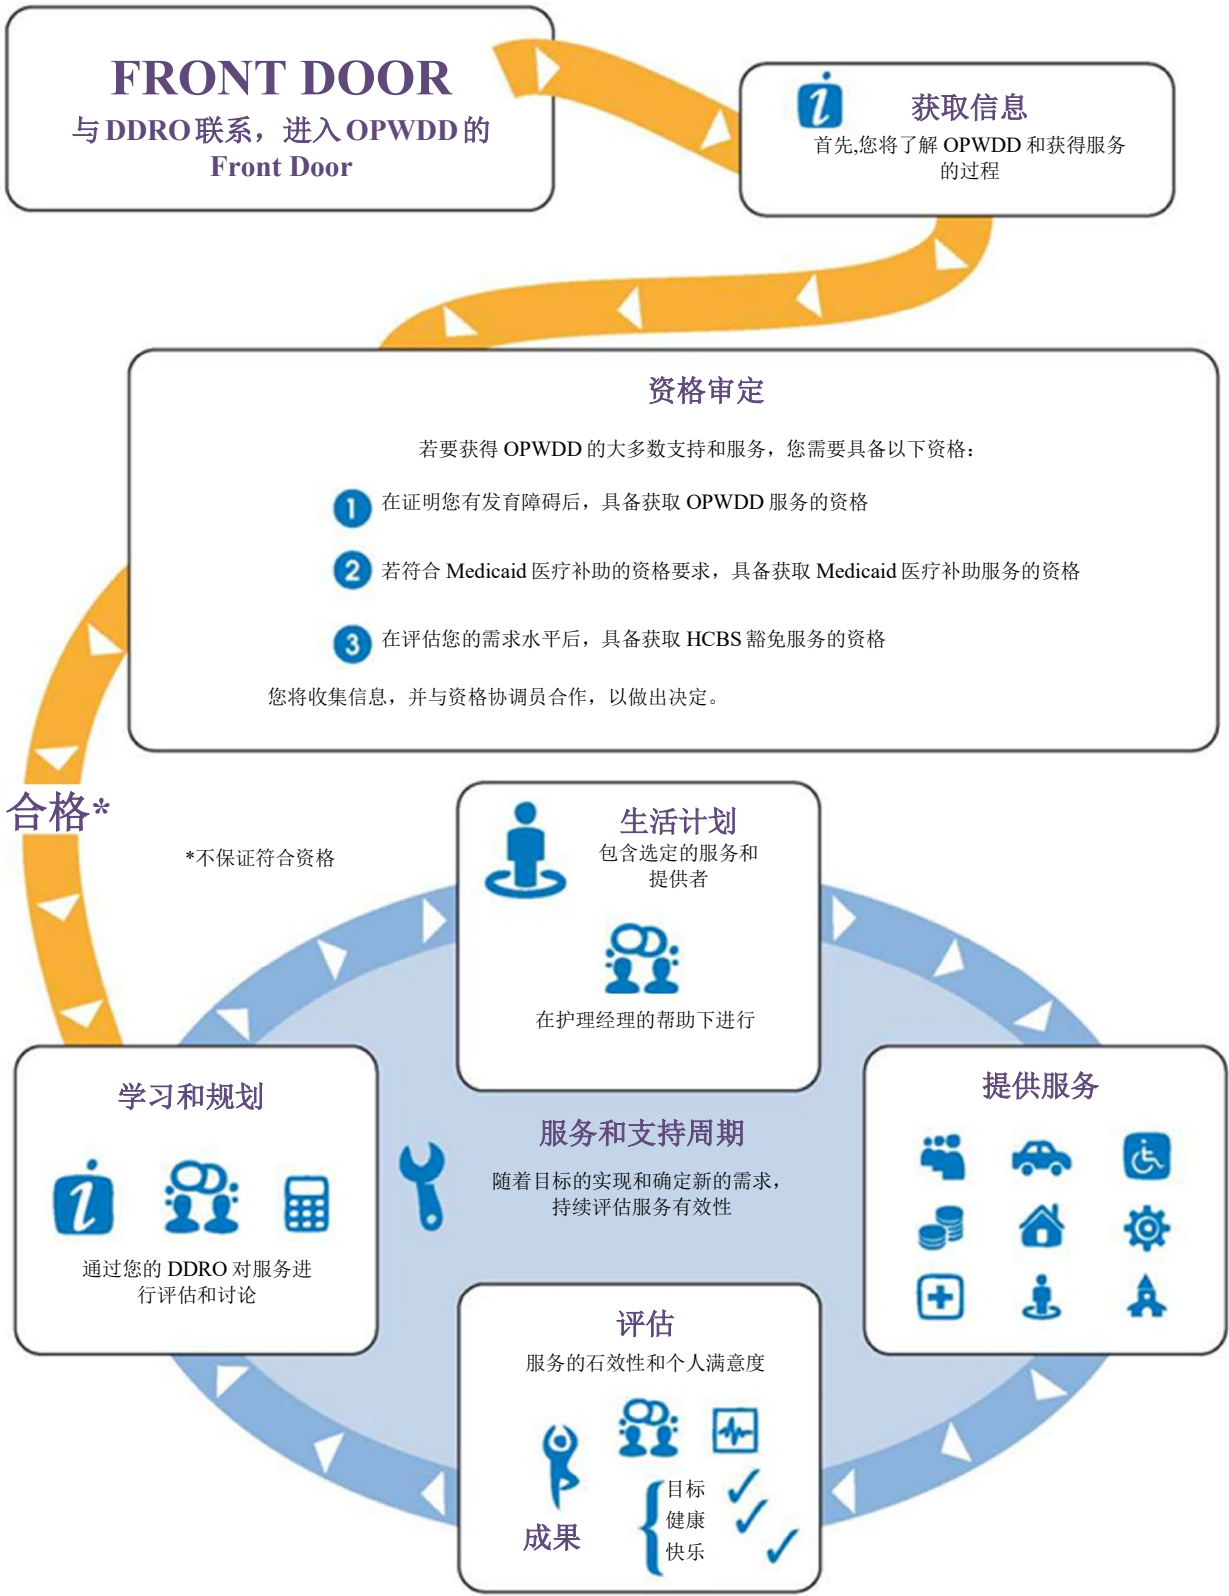 FRONT DOOR
与 DDRO 联系，进入 OPWDD 的
Front Door
获取信息
首先,您将了解 OPWDD 和获得服务
的过程
资格审定
若要获得 OPWDD 的大多数支持和服务，您需要具备以下资格：
1 在证明您有发育障碍后，具备获取 OPWDD 服务的资格
2 若符合 Medicaid 医疗补助的资格要求，具备获取 Medicaid 医疗补助服务的资格
3 在评估您的需求水平后，具备获取 HCBS 豁免服务的资格
您将收集信息，并与资格协调员合作，以做出决定。
合格*
*不保证符合资格
生活计划
包含选定的服务和
提供者
在护理经理的帮助下进行
学习和规划
通过您的 DDRO 对服务进
行评估和讨论
服务和支持周期
随着目标的实现和确定新的需求，
持续评估服务有效性
提供服务
评估
服务的石效性和个人满意度
成果
目标
健康
快乐